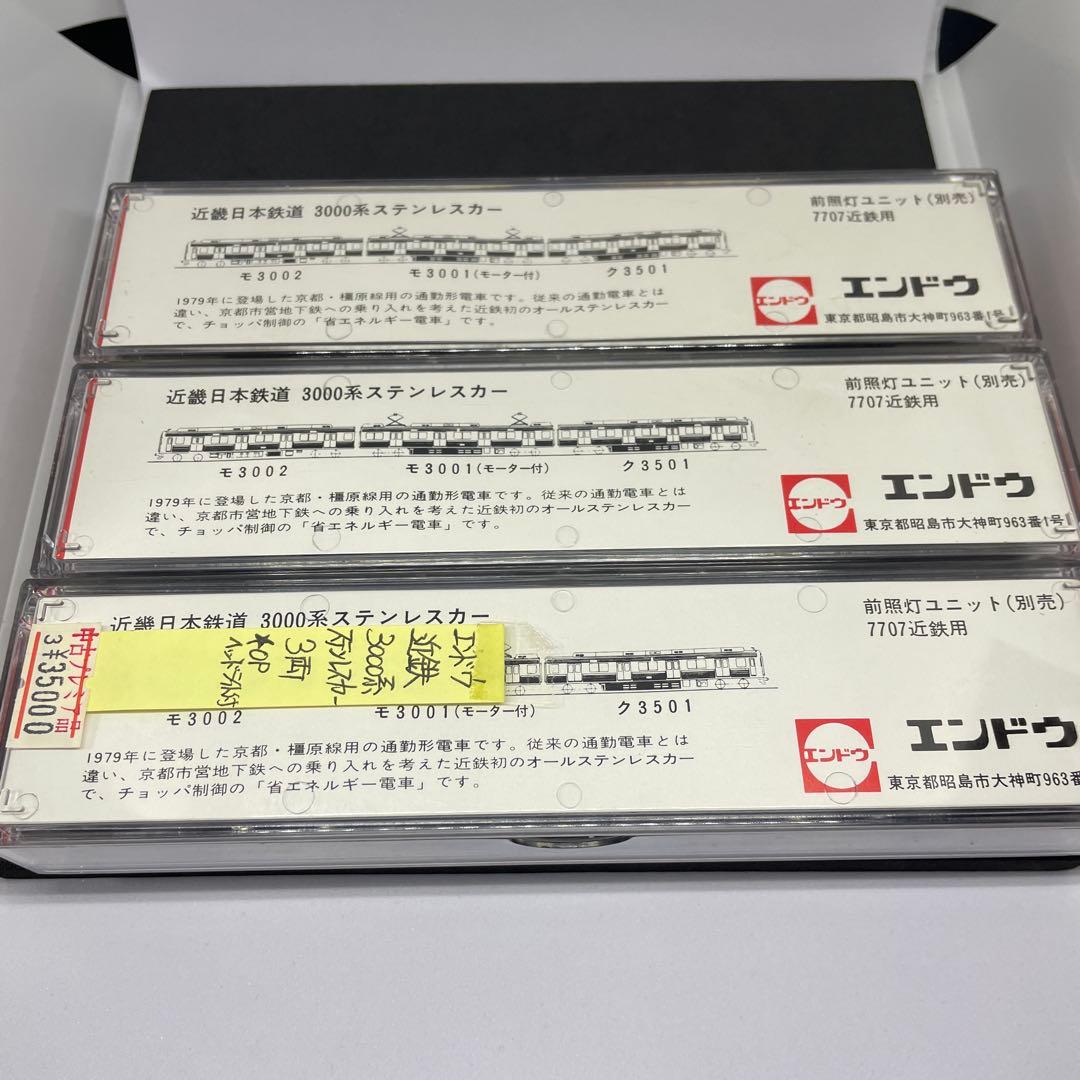 近畿日本鉄道 3000系ステンレスカー
前照灯ユニット(別売)
7707近鉄用
モ3002
モ3001(モーター付)
ク3501
1979年に登場した京都・橿原線用の通勤形電車です。従来の通勤電車とは
違い、京都市営地下鉄への乗り入れを考えた近鉄初のオールステンレスカー
で、チョッパ制御の「省エネルギー電車」です。
エンドウ
エンドウ
東京都昭島市大神町963番1号
近畿日本鉄道 3000系ステンレスカー
前照灯ユニット(別売)
7707近鉄用
モ3002
モ3001(モーター付)
ク3501
1979年に登場した京都・橿原線用の通勤形電車です。従来の通勤電車とは
違い、京都市営地下鉄への乗り入れを考えた近鉄初のオールステンレスカー
で、チョッパ制御の「省エネルギー電車」です。
エンドウ
エンドウ
東京都昭島市大神町963番1号
近畿日本鉄道 3000系ステンレスカー
前照灯ユニット(別売)
7707近鉄用
中古プレミア品
3 ¥35000
エンドウ
近鉄
3000系
ステンレスカー
3両
★OP
モ3002
モ3001(モーター付)
ク3501
1979年に登場した京都・橿原線用の通勤形電車です。従来の通勤電車とは
違い、京都市営地下鉄への乗り入れを考えた近鉄初のオールステンレスカー
で、チョッパ制御の「省エネルギー電車」です。
エンドウ
エンドウ
東京都昭島市大神町963番